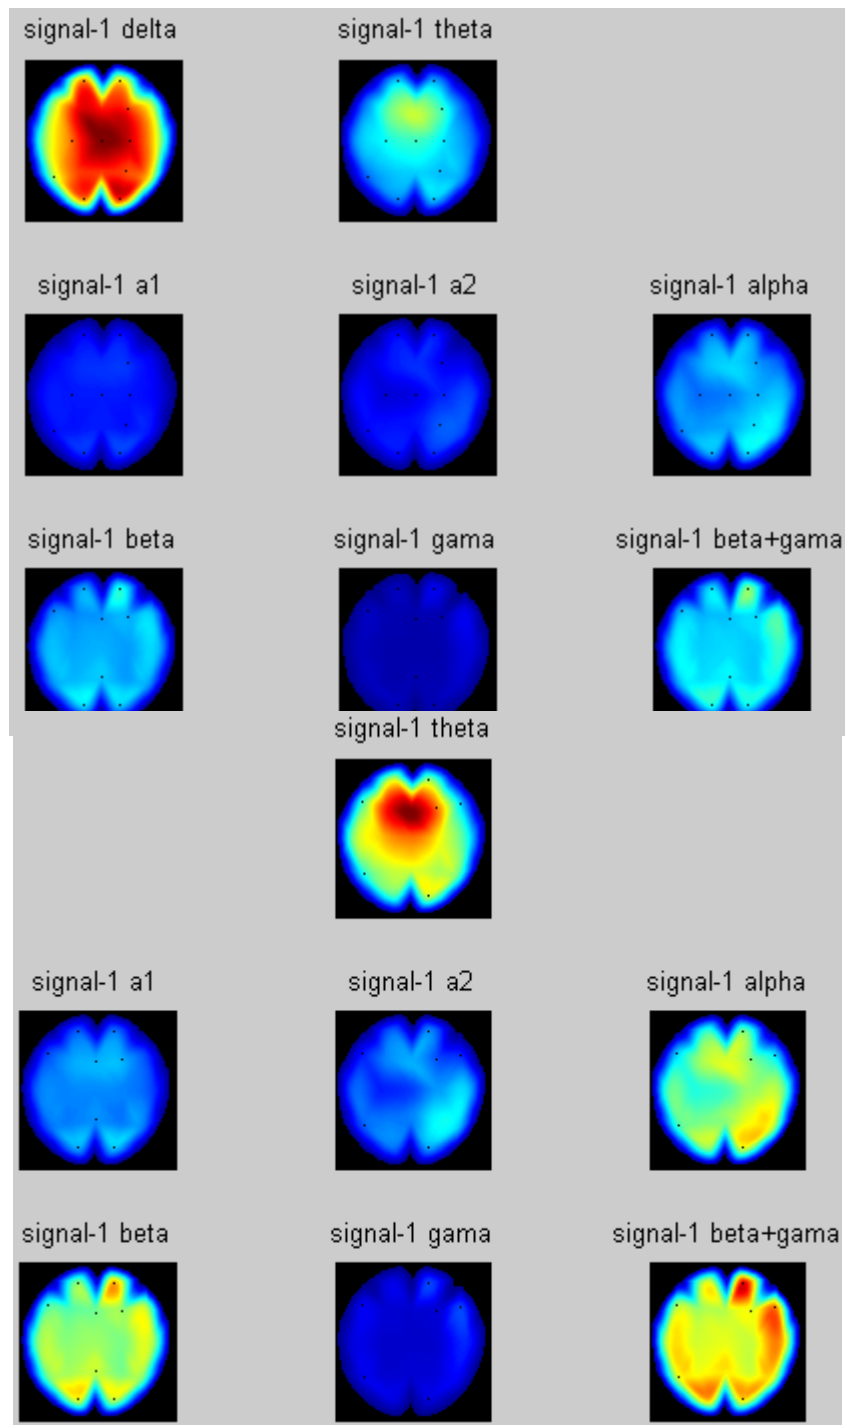 signal-1 delta signal-1 theta
signal-1 a1 signal-1 a2 signal-1 alpha
signal-1 beta signal-1 gama signal-1 beta+gama
signal-1 theta
signal-1 a1 signal-1 a2 signal-1 alpha
signal-1 beta signal-1 gama signal-1 beta+gama